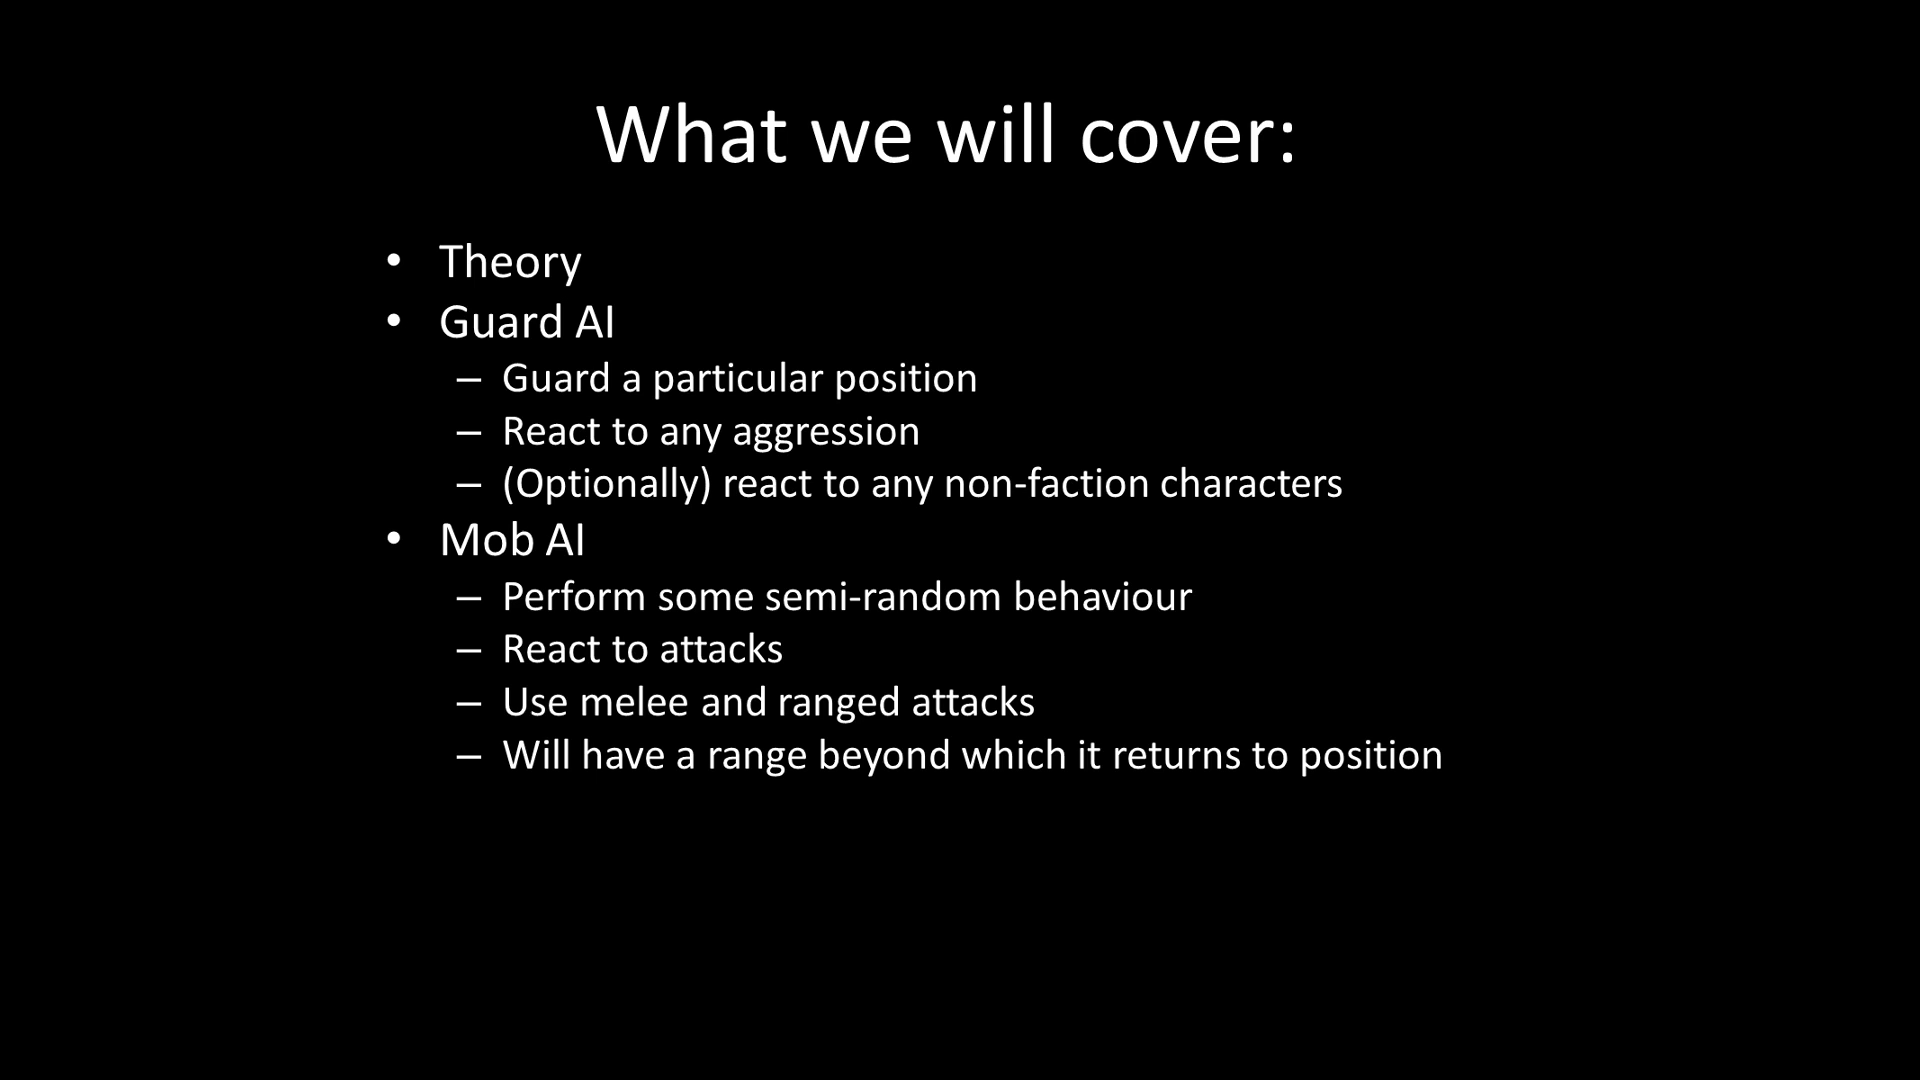 What we will cover:
• Theory
• Guard AI
– Guard a particular position
– React to any aggression
– (Optionally) react to any non-faction characters
• Mob AI
– Perform some semi-random behaviour
– React to attacks
– Use melee and ranged attacks
– Will have a range beyond which it returns to position